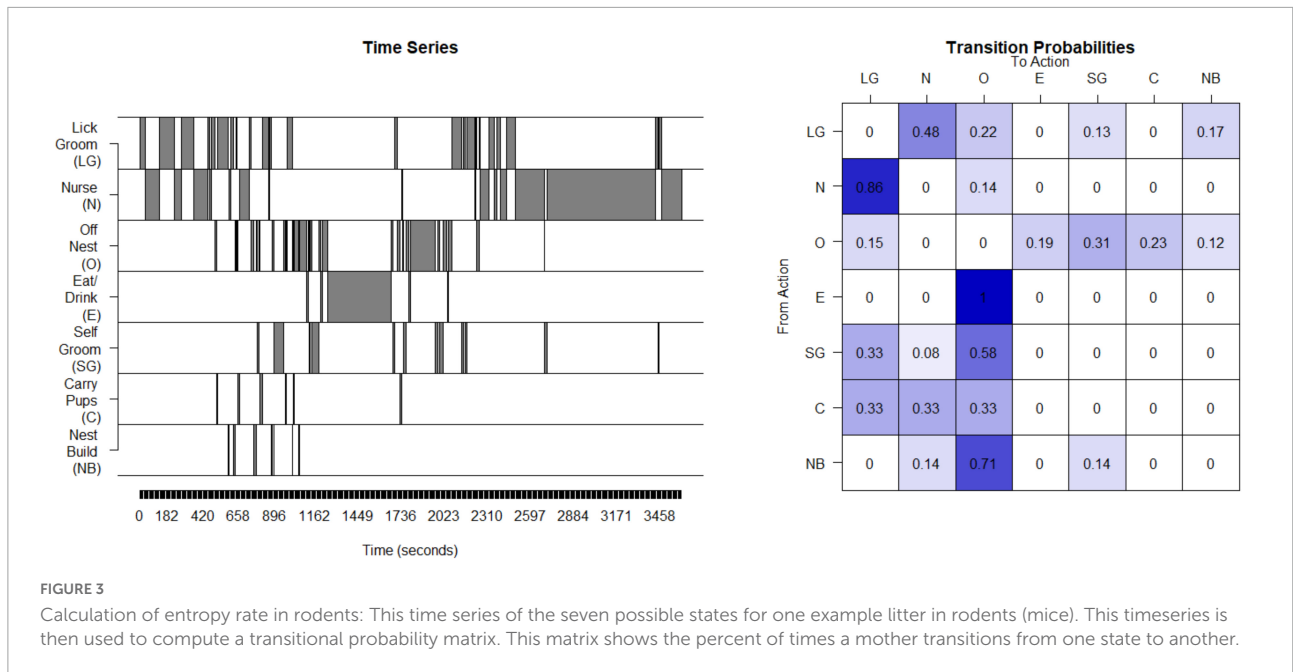 Time Series
Lick
Groom
(LG)
Nurse
(N)
Off
Nest
(O)
Eat/
Drink
(E)
Self
Groom
(SG)
Carry
Pups
(C)
Nest
Build
(NB)
0 182 420 658 896 1162 1449 1736 2023 2310 2597 2884 3171 3458
Time (seconds)
Transition Probabilities
To Action
LG N O E SG C NB
From Action
LG 0 0.48 0.22 0 0.13 0 0.17
N 0.86 0 0.14 0 0 0 0
O 0.15 0 0 0.19 0.31 0.23 0.12
E 0 0 1 0 0 0 0
SG 0.33 0.08 0.58 0 0 0 0
C 0.33 0.33 0.33 0 0 0 0
NB 0 0.14 0.71 0 0.14 0 0
FIGURE 3
Calculation of entropy rate in rodents: This time series of the seven possible states for one example litter in rodents (mice). This timeseries is
then used to compute a transitional probability matrix. This matrix shows the percent of times a mother transitions from one state to another.